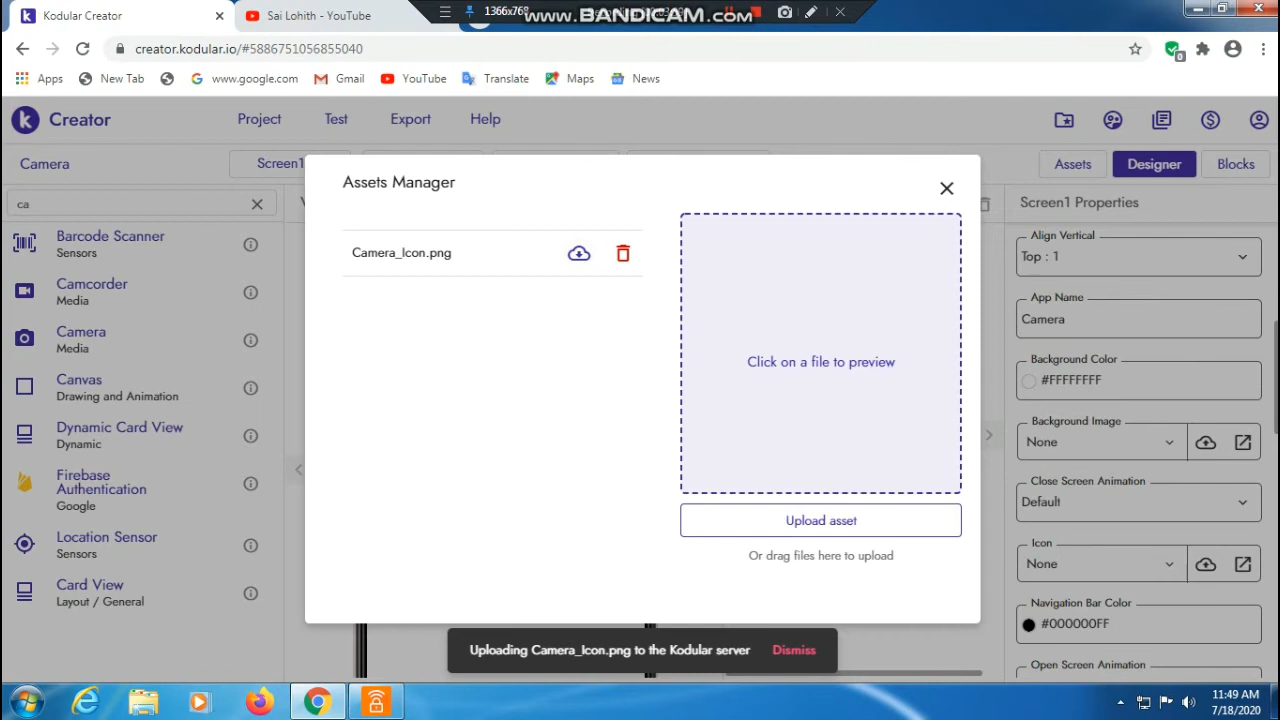 Kodular Creator
Sai Lohith - YouTube
1366x768
www.BANDICAM.com
creator.kodular.io/#5886751056855040
0
Apps
New Tab
www.google.com
Gmail
YouTube
Translate
Maps
News
Creator
Project
Test
Export
Help
Camera
Screen1
Assets
Designer
Blocks
ca
Barcode Scanner
Sensors
Camcorder
Media
Camera
Media
Canvas
Drawing and Animation
Dynamic Card View
Dynamic
Firebase
Authentication
Google
Location Sensor
Sensors
Card View
Layout / General
Assets Manager
Camera_Icon.png
Click on a file to preview
Upload asset
Or drag files here to upload
Uploading Camera_Icon.png to the Kodular server
Dismiss
Screen1 Properties
Align Vertical
Top : 1
App Name
Camera
Background Color
#FFFFFFFF
Background Image
None
Close Screen Animation
Default
Icon
None
Navigation Bar Color
#000000FF
Open Screen Animation
11:49 AM
7/18/2020